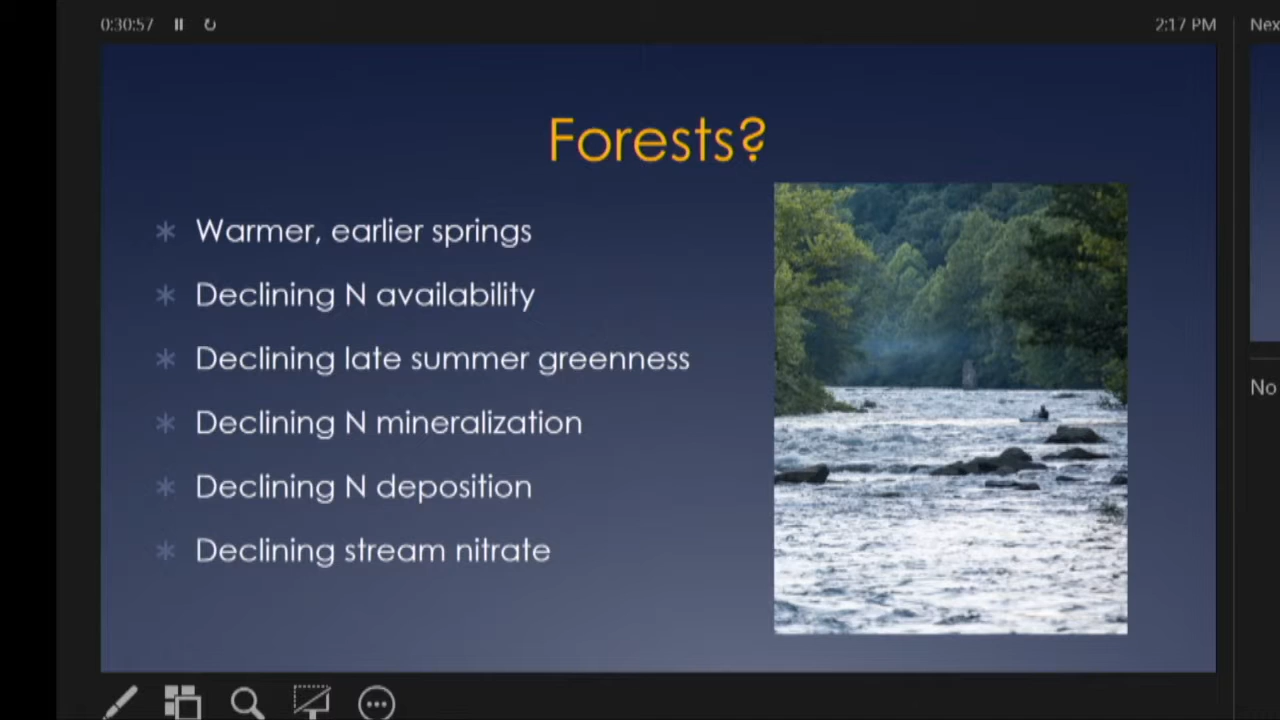 0:30:57
2:17 PM
Nex
Forests?
Warmer, earlier springs
Declining N availability
Declining late summer greenness
Declining N mineralization
Declining N deposition
Declining stream nitrate
No